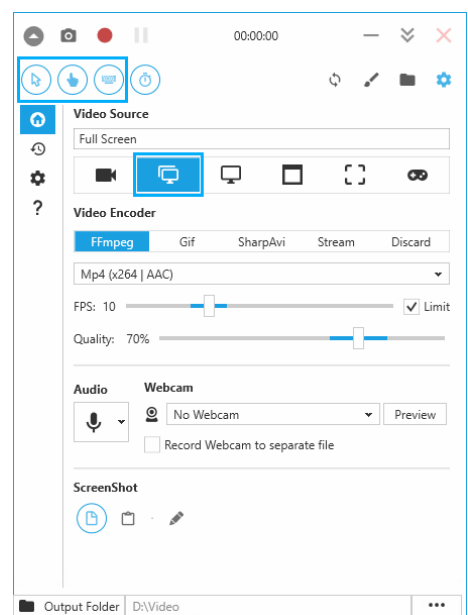 00:00:00
Video Source
Full Screen
Video Encoder
FFmpeg Gif SharpAvi Stream Discard
Mp4 (x264 | AAC)
FPS: 10 Limit
Quality: 70%
Audio Webcam
No Webcam Preview
Record Webcam to separate file
ScreenShot
Output Folder D:\Video